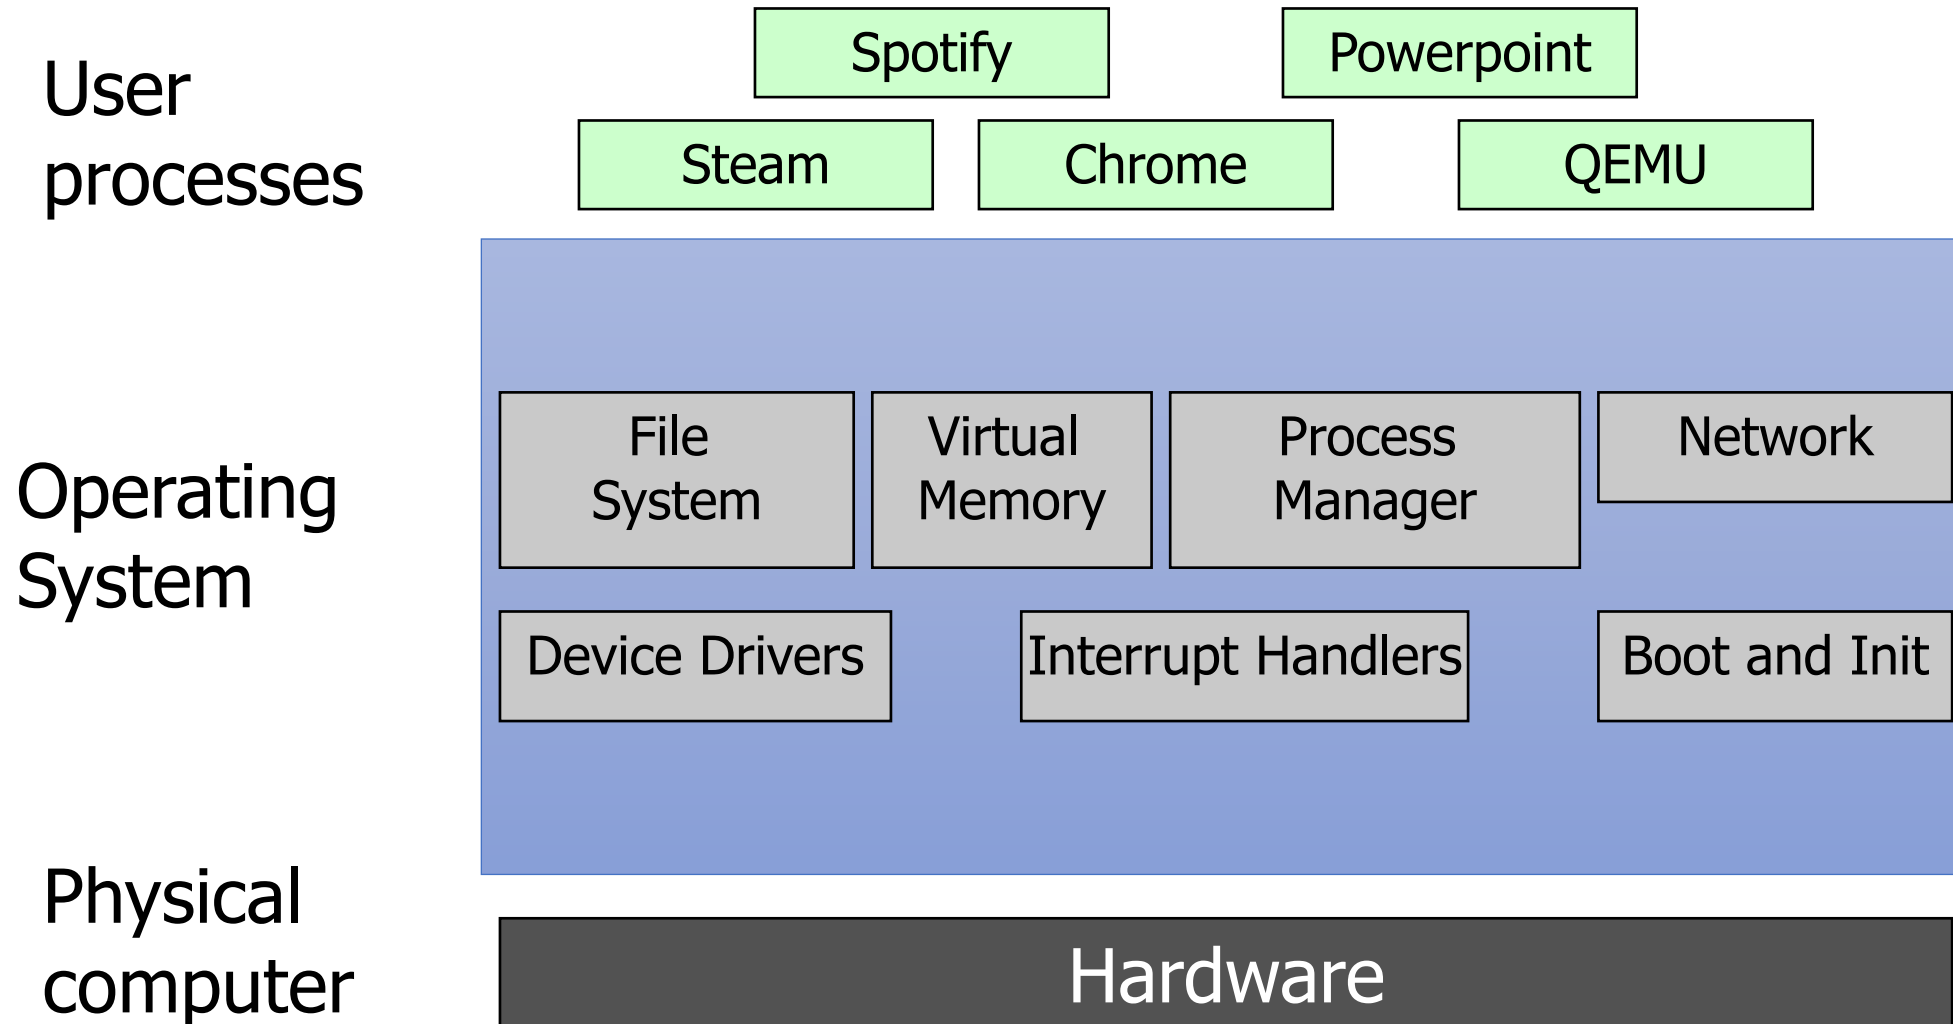 User
processes
Spotify
Powerpoint
Steam
Chrome
QEMU
Operating
System
File
System
Virtual
Memory
Process
Manager
Network
Device Drivers
Interrupt Handlers
Boot and Init
Physical
computer
Hardware